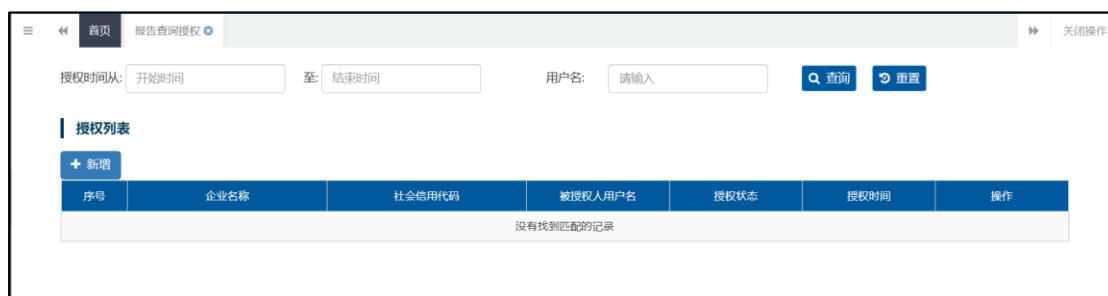 首页 报告查询授权 关闭操作
授权时间从: 开始时间 至: 结束时间 用户名: 请输入 查询 重置
授权列表
新增
序号 企业名称 社会信用代码 被授权人用户名 授权状态 授权时间 操作
没有找到匹配的记录